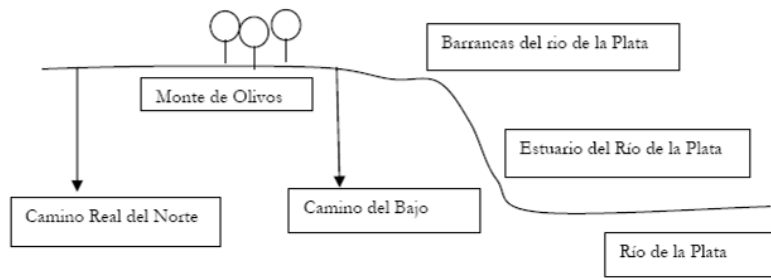 Barrancas del rio de la Plata
Monte de Olivos
Estuario del Río de la Plata
Camino Real del Norte
Camino del Bajo
Río de la Plata